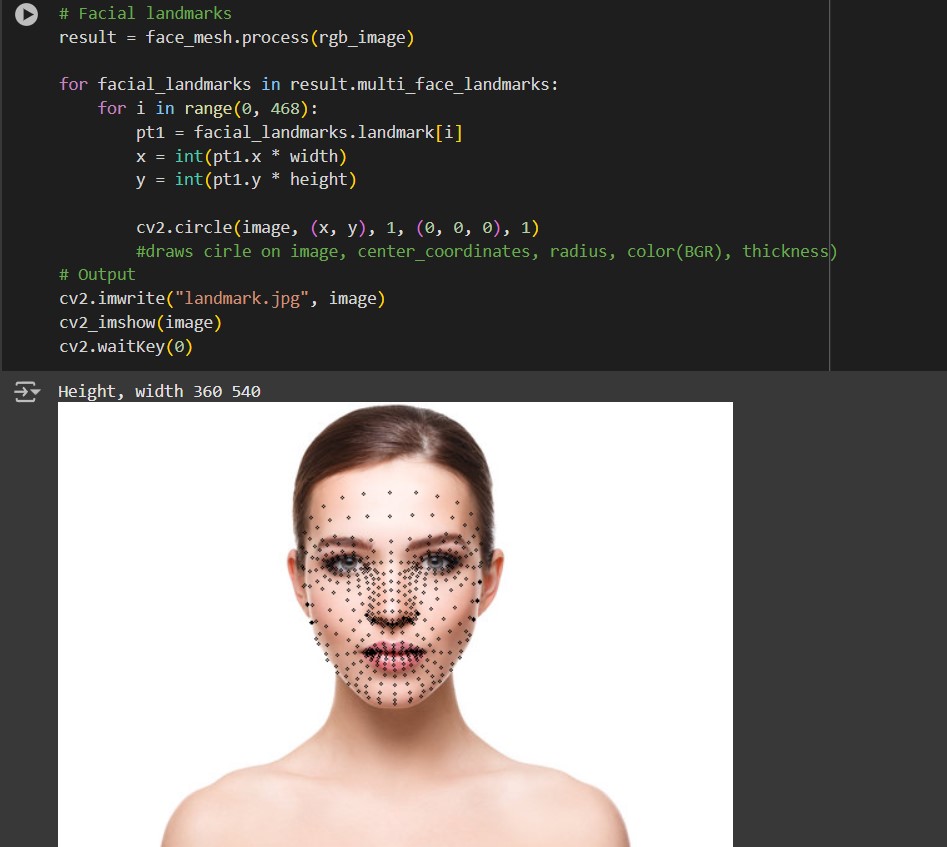 # Facial landmarks
result = face_mesh.process(rgb_image)
for facial_landmarks in result.multi_face_landmarks:
for i in range(0, 468):
pt1 = facial_landmarks.landmark[i]
x = int(pt1.x * width)
y = int(pt1.y * height)
cv2.circle(image, (x, y), 1, (0, 0, 0), 1)
#draws cirle on image, center_coordinates, radius, color(BGR), thickness)
# Output
cv2.imwrite("landmark.jpg", image)
cv2_imshow(image)
cv2.waitKey(0)
Height, width 360 540